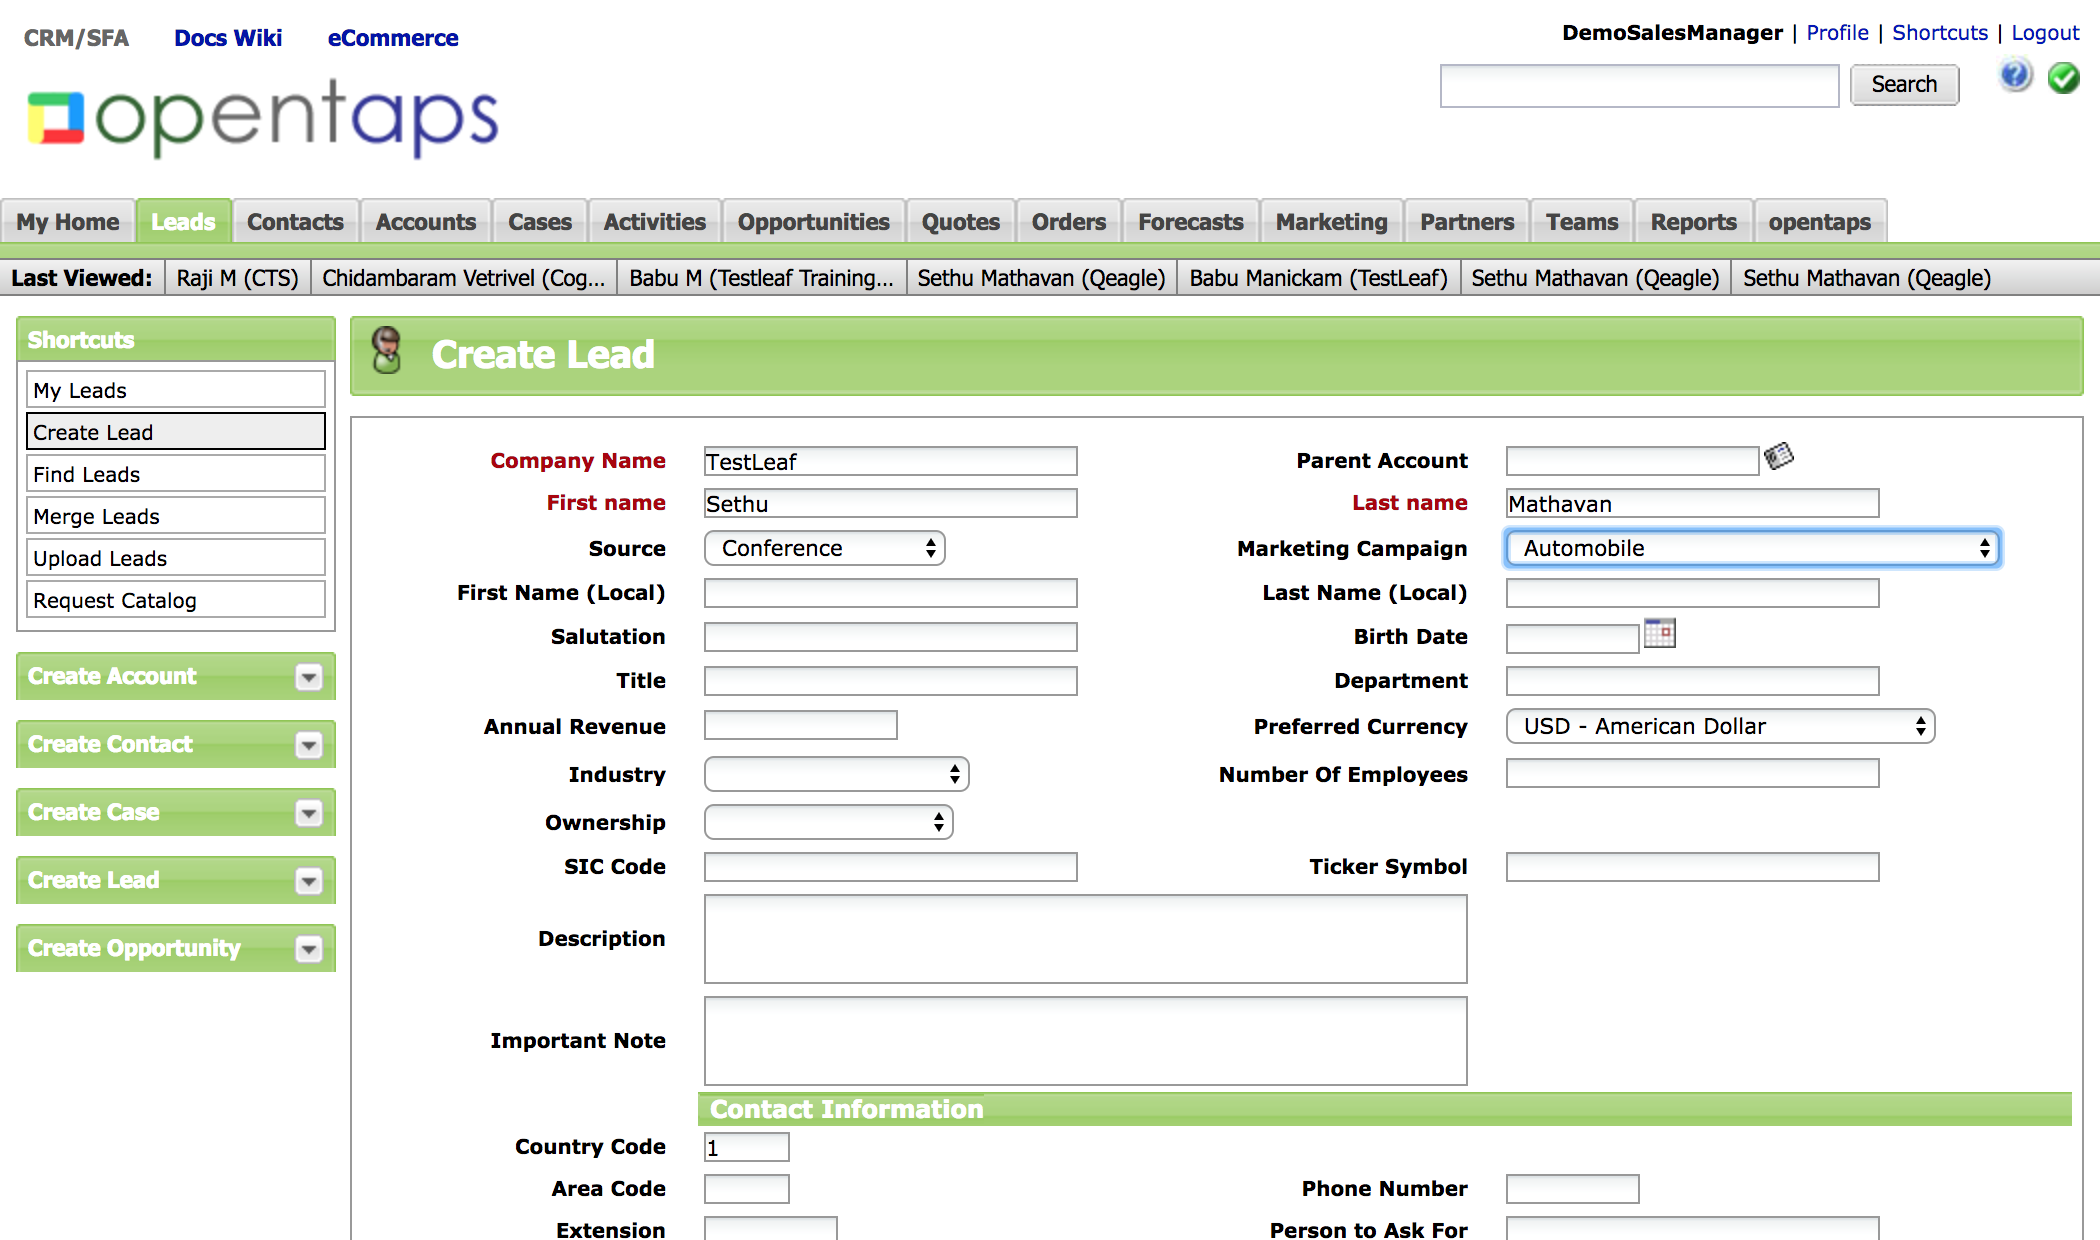 CRM/SFA Docs Wiki eCommerce
DemoSalesManager | Profile | Shortcuts | Logout
Search
opentaps
My Home Leads Contacts Accounts Cases Activities Opportunities Quotes Orders Forecasts Marketing Partners Teams Reports opentaps
Last Viewed: Raji M (CTS) Chidambaram Vetrivel (Cog... Babu M (Testleaf Training... Sethu Mathavan (Qeagle) Babu Manickam (TestLeaf) Sethu Mathavan (Qeagle) Sethu Mathavan (Qeagle)
Shortcuts
My Leads
Create Lead
Find Leads
Merge Leads
Upload Leads
Request Catalog
Create Account
Create Contact
Create Case
Create Lead
Create Opportunity
Create Lead
Company Name TestLeaf Parent Account
First name Sethu Last name Mathavan
Source Conference Marketing Campaign Automobile
First Name (Local) Last Name (Local)
Salutation Birth Date
Title Department
Annual Revenue Preferred Currency USD - American Dollar
Industry Number Of Employees
Ownership
SIC Code Ticker Symbol
Description
Important Note
Contact Information
Country Code 1
Area Code Phone Number
Extension Person to Ask For